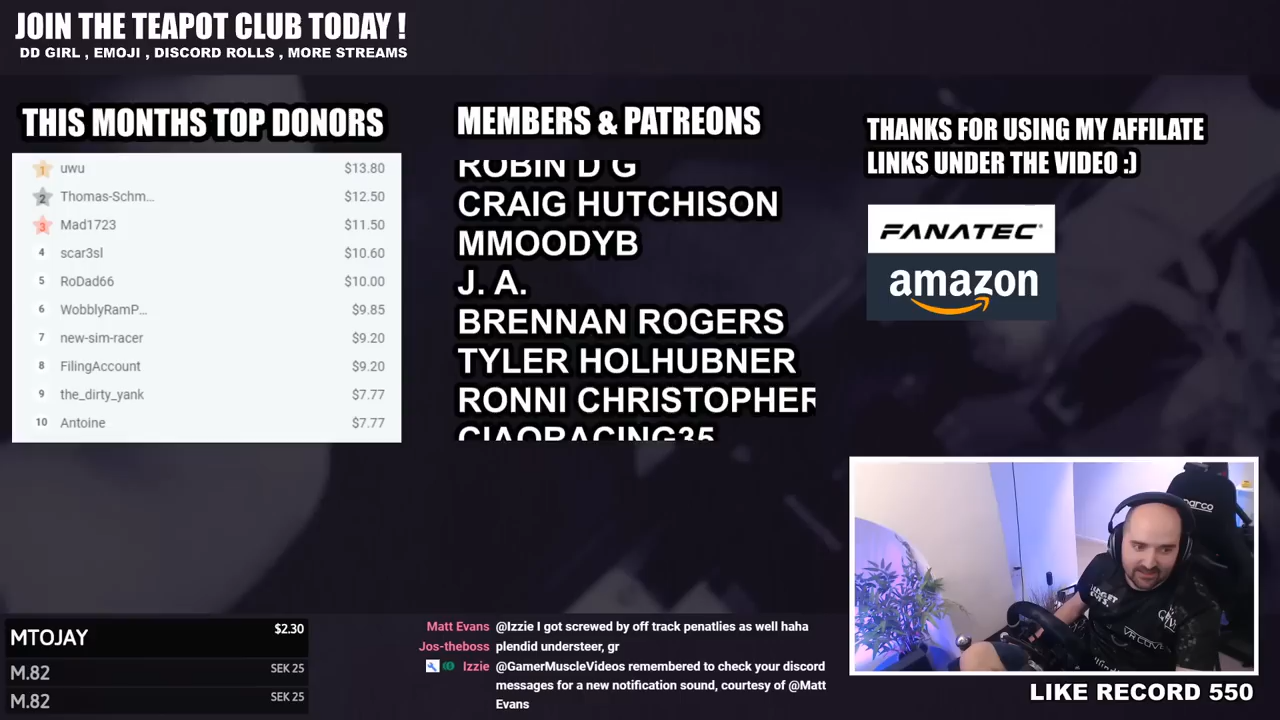 JOIN THE TEAPOT CLUB TODAY !
DD GIRL , EMOJI , DISCORD ROLLS , MORE STREAMS
THIS MONTHS TOP DONORS
1 uwu $13.80
2 Thomas-Schm... $12.50
3 Mad1723 $11.50
4 scar3sl $10.60
5 RoDad66 $10.00
6 WobblyRamP... $9.85
7 new-sim-racer $9.20
8 FilingAccount $9.20
9 the_dirty_yank $7.77
10 Antoine $7.77
MEMBERS & PATREONS
ROBIN D G
CRAIG HUTCHISON
MMOODYB
J. A.
BRENNAN ROGERS
TYLER HOLHUBNER
RONNI CHRISTOPHER
CIAORACING35
THANKS FOR USING MY AFFILATE
LINKS UNDER THE VIDEO :)
FANATEC
amazon
MTOJAY $2.30
M.82 SEK 25
M.82 SEK 25
Matt Evans @Izzie I got screwed by off track penatlies as well haha
Jos-theboss plendid understeer, gr
Izzie @GamerMuscleVideos remembered to check your discord
messages for a new notification sound, courtesy of @Matt
Evans
LIKE RECORD 550